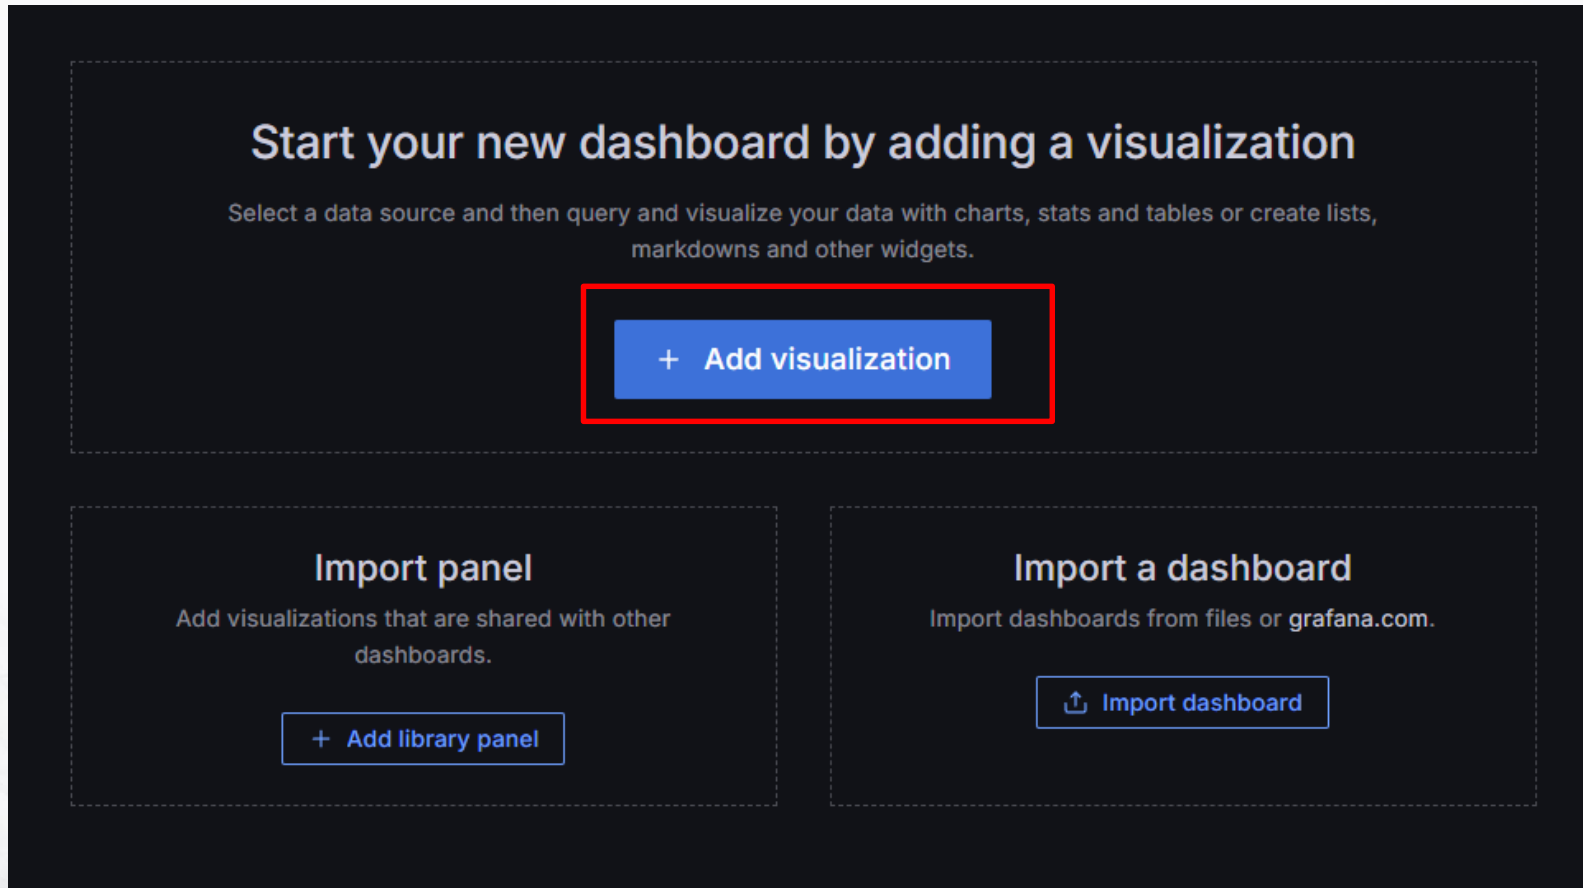 Start your new dashboard by adding a visualization
Select a data source and then query and visualize your data with charts, stats and tables or create lists,
markdowns and other widgets.
+ Add visualization
Import panel
Add visualizations that are shared with other
dashboards.
+ Add library panel
Import a dashboard
Import dashboards from files or grafana.com.
Import dashboard